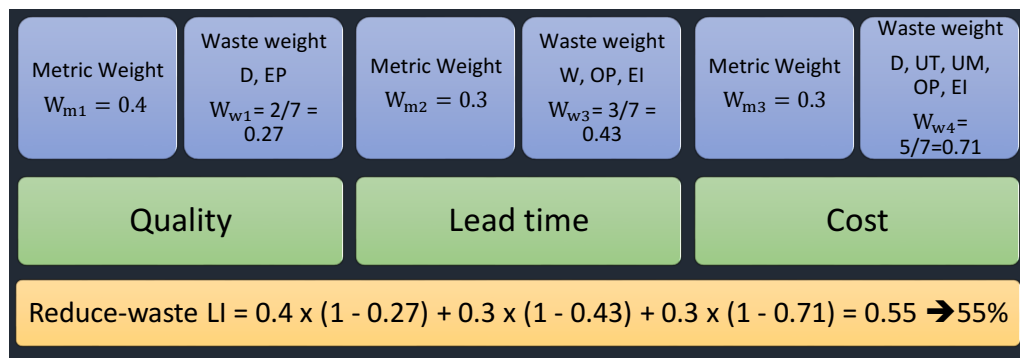 Metric Weight
Wm1 = 0.4
Waste weight
D, EP
Ww1= 2/7 =
0.27
Metric Weight
Wm2 = 0.3
Waste weight
W, OP, EI
Ww3= 3/7 =
0.43
Metric Weight
Wm3 = 0.3
Waste weight
D, UT, UM,
OP, EI
Ww4=
5/7=0.71
Quality
Lead time
Cost
Reduce-waste LI = 0.4 x (1 - 0.27) + 0.3 x (1 - 0.43) + 0.3 x (1 - 0.71) = 0.55 ➔55%